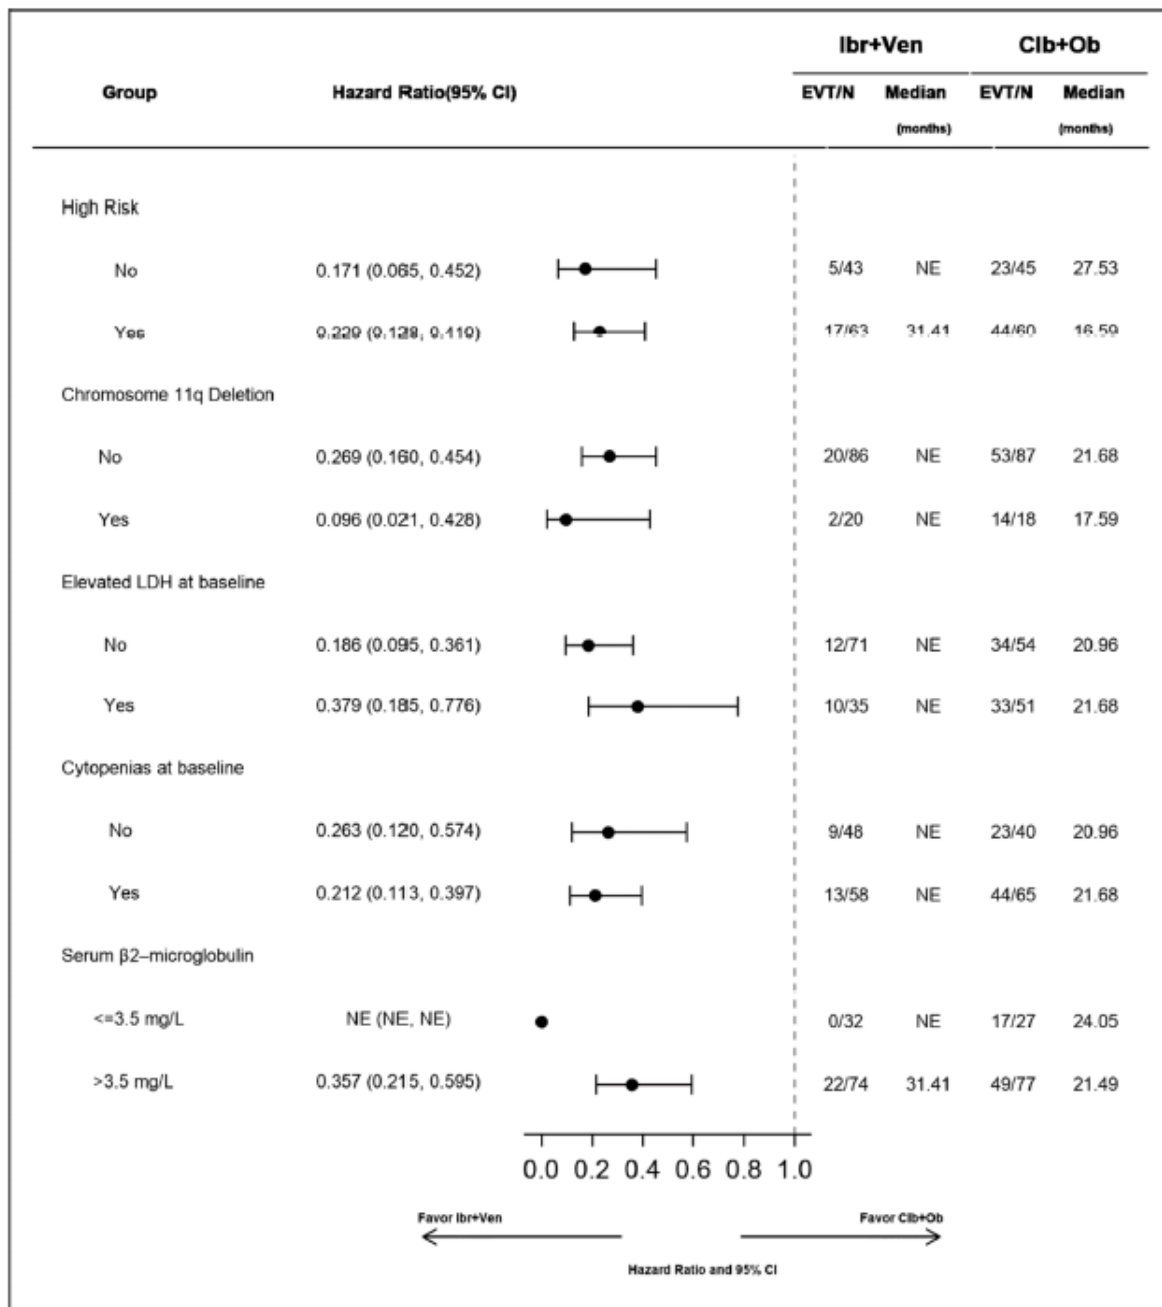 Ibr+Ven Clb+Ob
Group Hazard Ratio(95% CI) EVT/N Median EVT/N Median
(months) (months)
High Risk
No 0.171 (0.065, 0.452) 5/43 NE 23/45 27.53
Yes 0.229 (0.128, 0.410) 17/63 31.41 44/60 16.59
Chromosome 11q Deletion
No 0.269 (0.160, 0.454) 20/86 NE 53/87 21.68
Yes 0.096 (0.021, 0.428) 2/20 NE 14/18 17.59
Elevated LDH at baseline
No 0.186 (0.095, 0.361) 12/71 NE 34/54 20.96
Yes 0.379 (0.185, 0.776) 10/35 NE 33/51 21.68
Cytopenias at baseline
No 0.263 (0.120, 0.574) 9/48 NE 23/40 20.96
Yes 0.212 (0.113, 0.397) 13/58 NE 44/65 21.68
Serum β2–microglobulin
<=3.5 mg/L NE (NE, NE) 0/32 NE 17/27 24.05
>3.5 mg/L 0.357 (0.215, 0.595) 22/74 31.41 49/77 21.49
0.0 0.2 0.4 0.6 0.8 1.0
Favor Ibr+Ven Favor Clb+Ob
Hazard Ratio and 95% CI